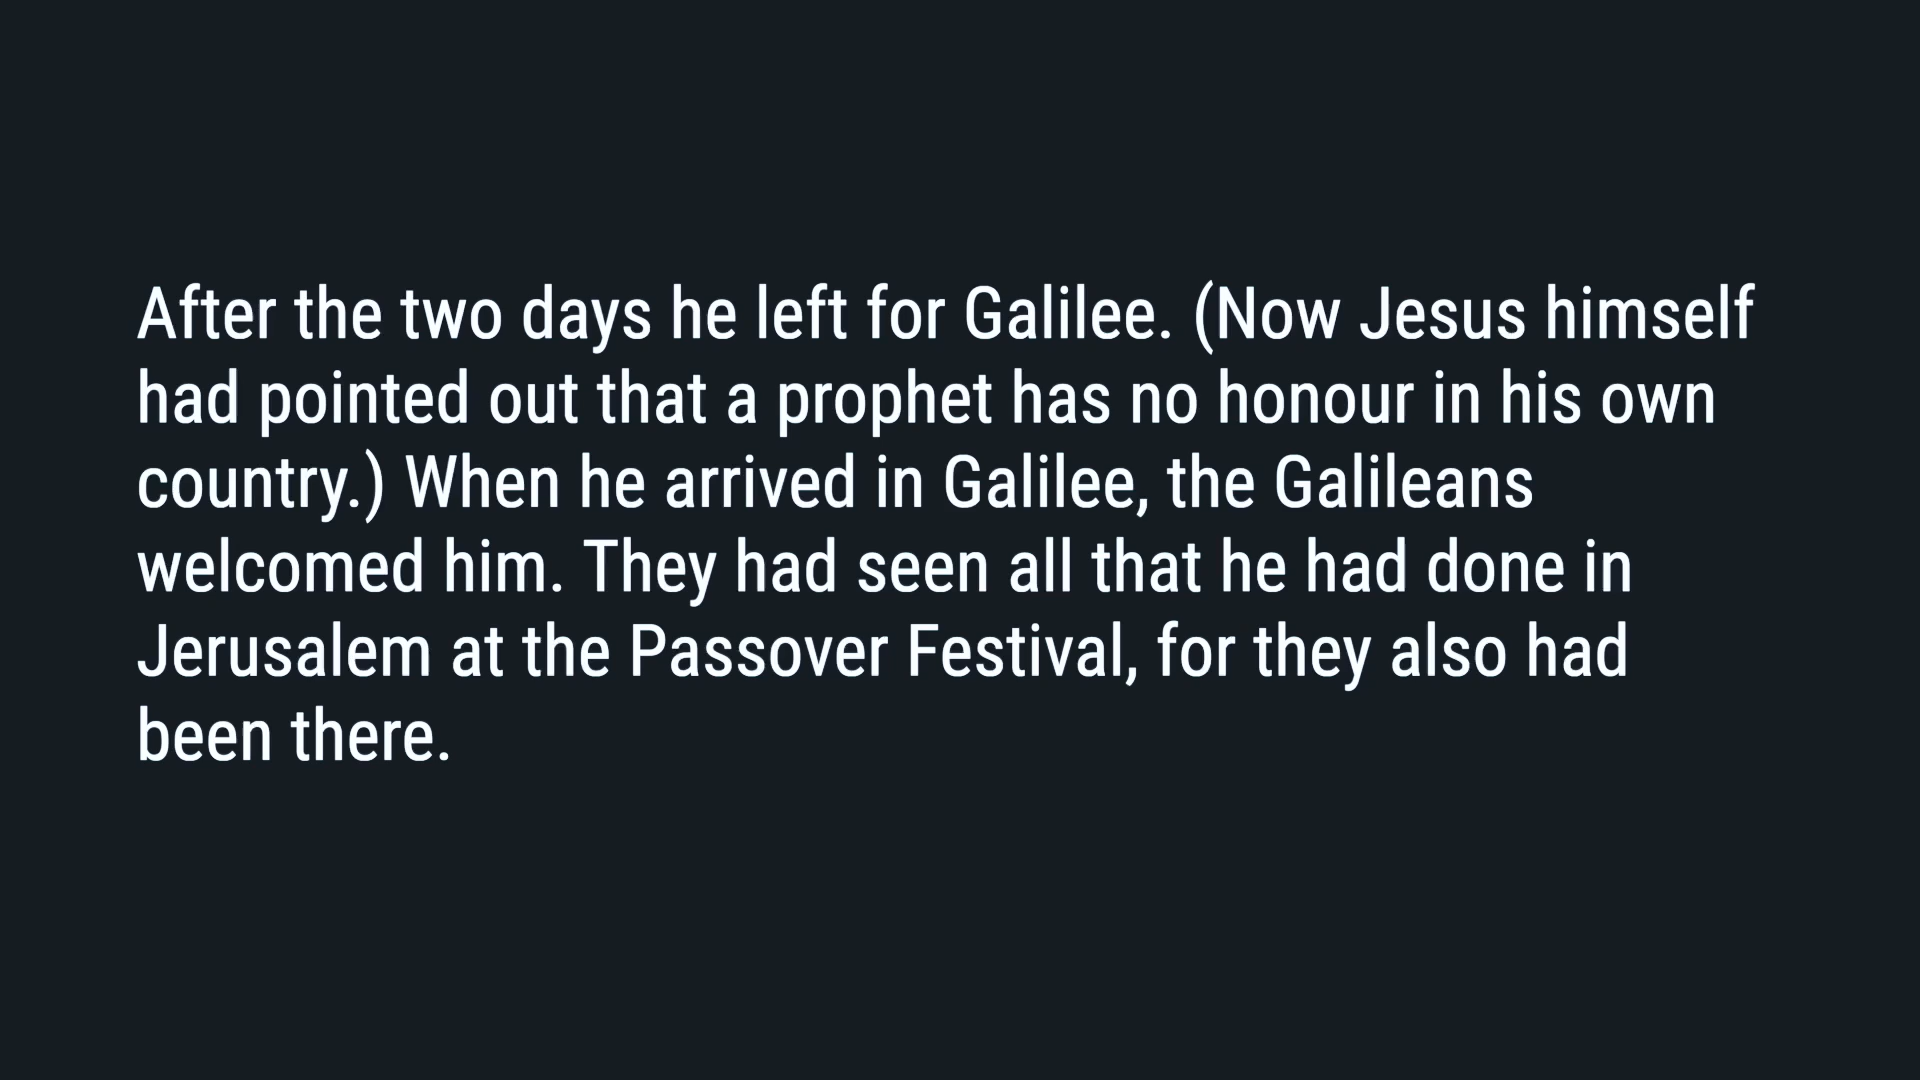 After the two days he left for Galilee. (Now Jesus himself
had pointed out that a prophet has no honour in his own
country.) When he arrived in Galilee, the Galileans
welcomed him. They had seen all that he had done in
Jerusalem at the Passover Festival, for they also had
been there.